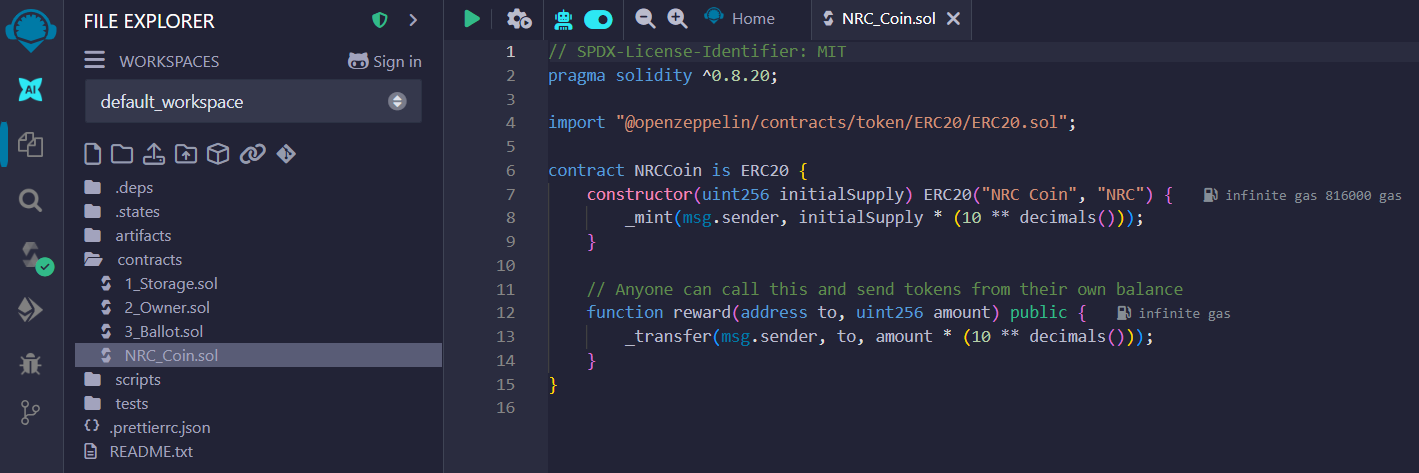 FILE EXPLORER
WORKSPACES
Sign in
default_workspace
.deps
.states
artifacts
contracts
1_Storage.sol
2_Owner.sol
3_Ballot.sol
NRC_Coin.sol
scripts
tests
.prettierrc.json
README.txt
AI
Home
NRC_Coin.sol
1 // SPDX-License-Identifier: MIT
2 pragma solidity ^0.8.20;
3
4 import "@openzeppelin/contracts/token/ERC20/ERC20.sol";
5
6 contract NRCCoin is ERC20 {
7     constructor(uint256 initialSupply) ERC20("NRC Coin", "NRC") { infinite gas 816000 gas
8         _mint(msg.sender, initialSupply * (10 ** decimals()));
9     }
10
11     // Anyone can call this and send tokens from their own balance
12     function reward(address to, uint256 amount) public { infinite gas
13         _transfer(msg.sender, to, amount * (10 ** decimals()));
14     }
15 }
16